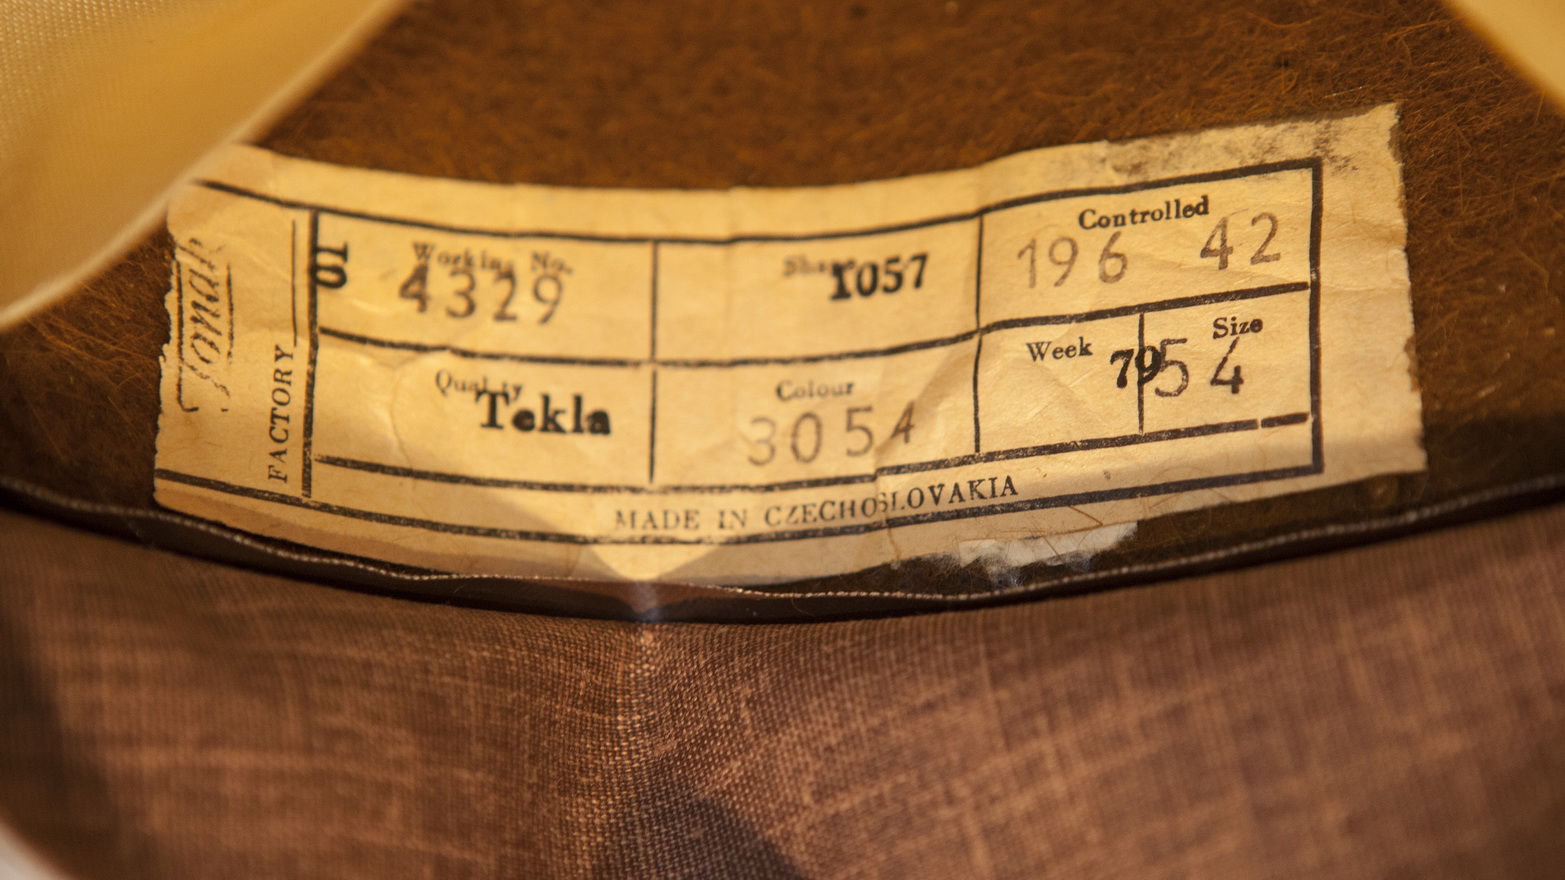 Tonak
FACTORY
10
Working No.
4329
Shape
1057
Controlled
196 42
Quality
Tekla
Colour
3054
Week
79
Size
54
MADE IN CZECHOSLOVAKIA